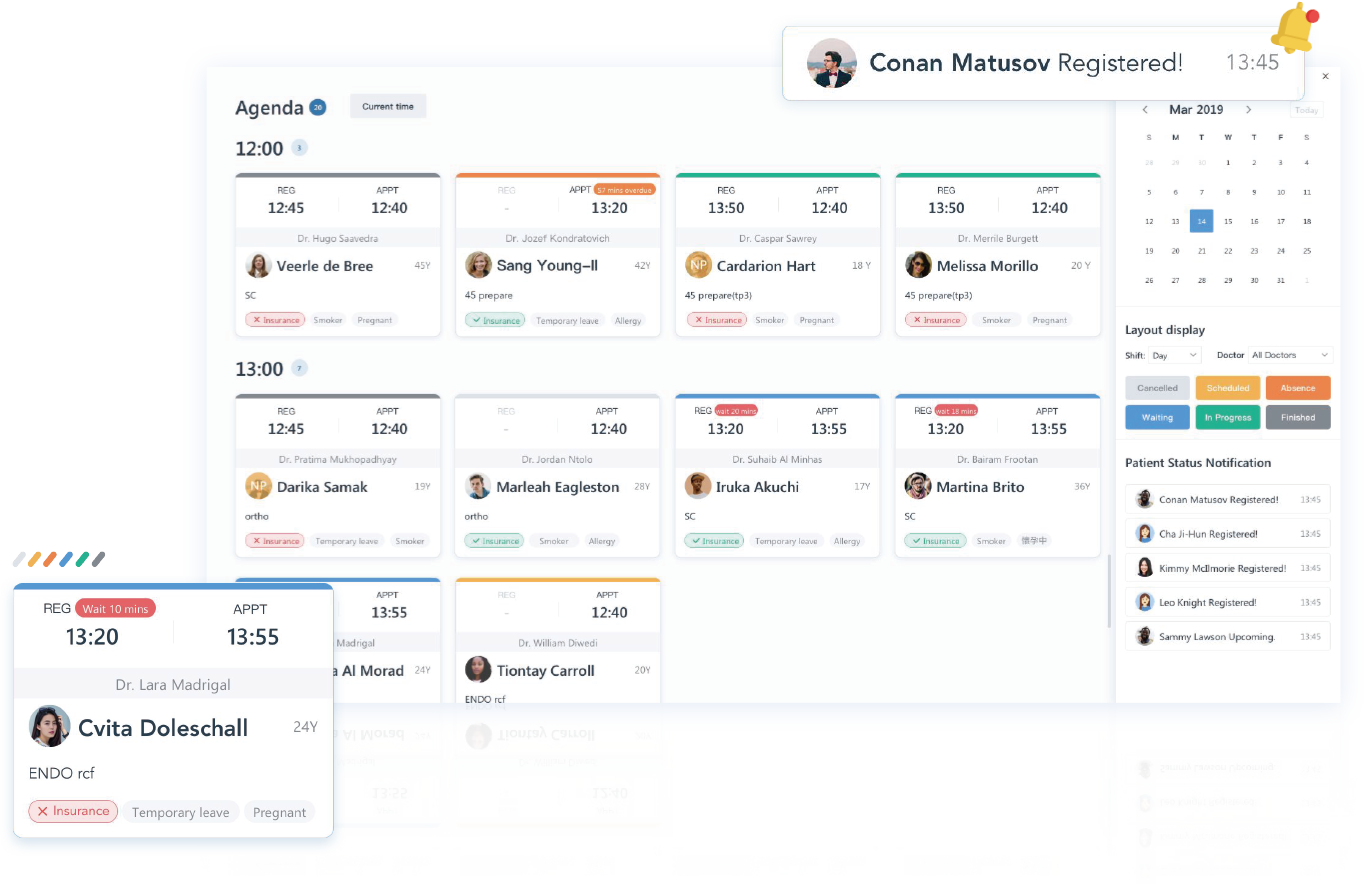 Conan Matusov Registered! 13:45
Agenda 20 Current time
12:00 3
REG APPT
12:45 12:40
Dr. Hugo Saavedra
Veerle de Bree 45Y
SC
Insurance Smoker Pregnant
REG APPT 57 mins overdue
- 13:20
Dr. Jozef Kondratovich
Sang Young-ll 42Y
45 prepare
Insurance Temporary leave Allergy
REG APPT
13:50 12:40
Dr. Caspar Sawrey
NP Cardarion Hart 18 Y
45 prepare(tp3)
Insurance Smoker Pregnant
REG APPT
13:50 12:40
Dr. Merrile Burgett
Melissa Morillo 20 Y
45 prepare(tp3)
Insurance Smoker Pregnant
13:00 7
REG APPT
12:45 12:40
Dr. Pratima Mukhopadhyay
NP Darika Samak 19Y
ortho
Insurance Temporary leave Smoker
REG APPT
- 12:40
Dr. Jordan Ntolo
Marleah Eagleston 28Y
ortho
Insurance Smoker Allergy
REG wait 20 mins APPT
13:20 13:55
Dr. Suhaib Al Minhas
Iruka Akuchi 17Y
SC
Insurance Temporary leave Allergy
REG wait 18 mins APPT
13:20 13:55
Dr. Bairam Frootan
Martina Brito 36Y
SC
Insurance Smoker 懷孕中
APPT
13:55
Madrigal
a Al Morad 24Y
REG APPT
- 12:40
Dr. William Diwedi
Tiontay Carroll 20Y
ENDO rcf
REG Wait 10 mins APPT
13:20 13:55
Dr. Lara Madrigal
Cvita Doleschall 24Y
ENDO rcf
Insurance Temporary leave Pregnant
Mar 2019 Today
S M T W T F S
28 29 30 1 2 3 4
5 6 7 8 9 10 11
12 13 14 15 16 17 18
19 20 21 22 23 24 25
26 27 28 29 30 31 1
Layout display
Shift: Day Doctor All Doctors
Cancelled Scheduled Absence
Waiting In Progress Finished
Patient Status Notification
Conan Matusov Registered! 13:45
Cha Ji-Hun Registered! 13:45
Kimmy McIlmorie Registered! 13:45
Leo Knight Registered! 13:45
Sammy Lawson Upcoming. 13:45